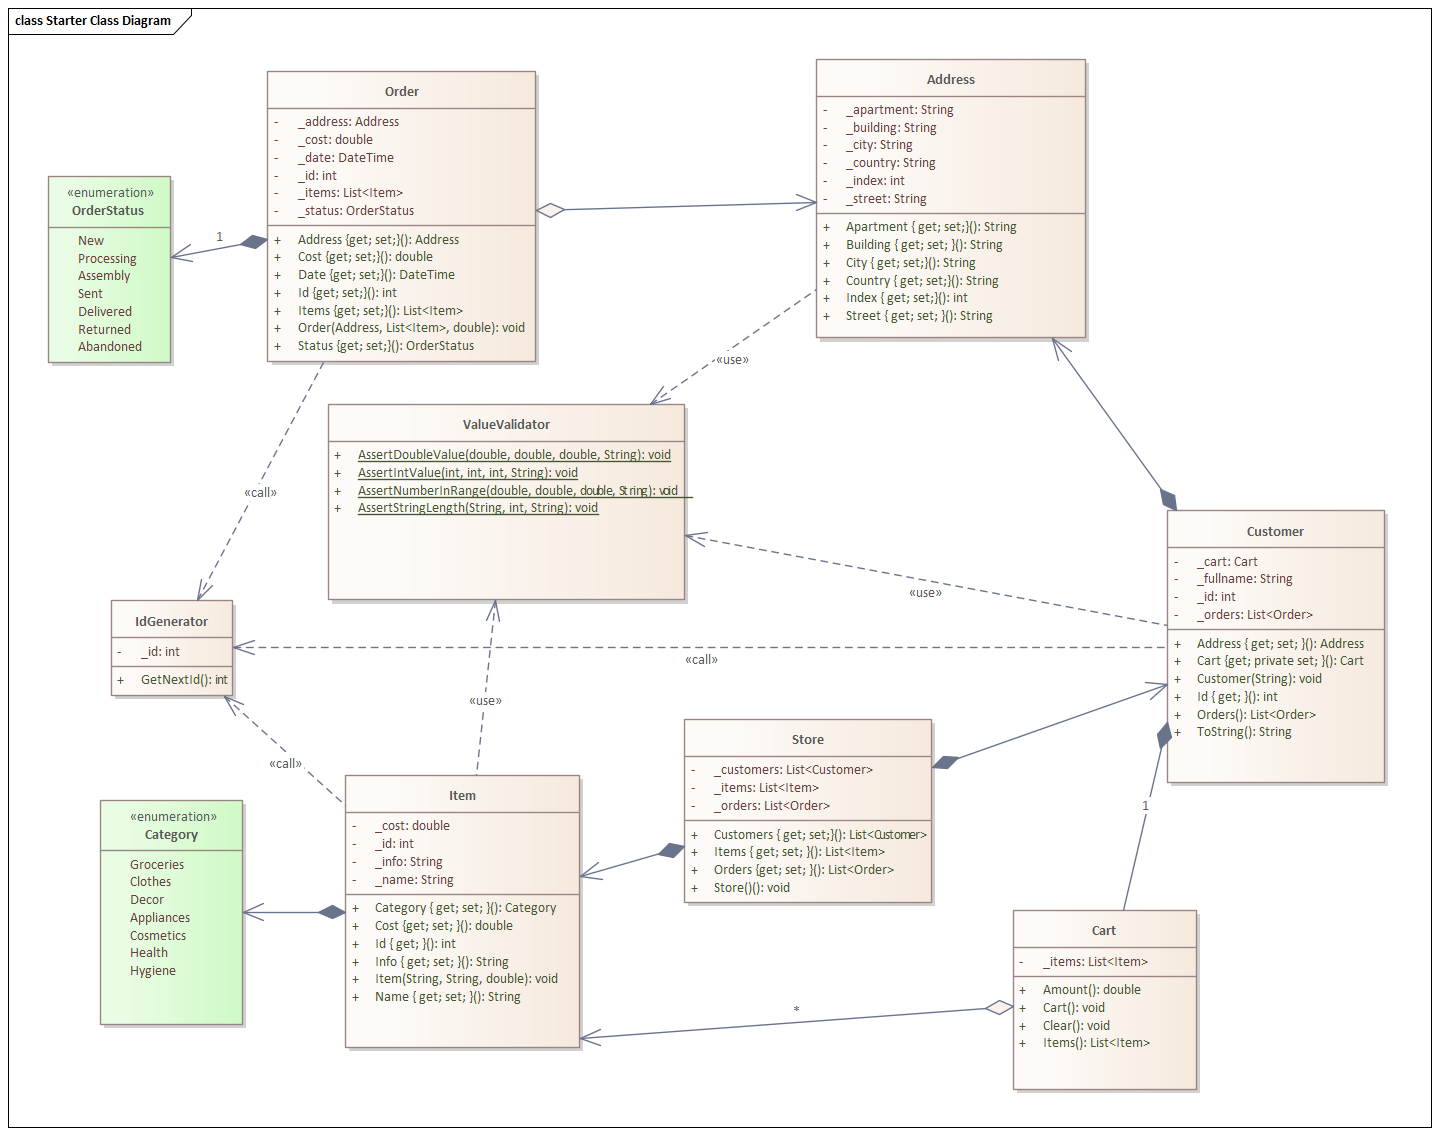 class Starter Class Diagram
Order
- _address: Address
- _cost: double
- _date: DateTime
- _id: int
- _items: List<Item>
- _status: OrderStatus
+ Address {get; set;}(): Address
+ Cost {get; set;}(): double
+ Date {get; set;}(): DateTime
+ Id {get; set;}(): int
+ Items {get; set;}(): List<Item>
+ Order(Address, List<Item>, double): void
+ Status {get; set;}(): OrderStatus
Address
- _apartment: String
- _building: String
- _city: String
- _country: String
- _index: int
- _street: String
+ Apartment { get; set;}(): String
+ Building { get; set; }(): String
+ City { get; set;}(): String
+ Country { get; set;}(): String
+ Index { get; set;}(): int
+ Street { get; set; }(): String
«enumeration»
OrderStatus
New
Processing
Assembly
Sent
Delivered
Returned
Abandoned
1
«use»
ValueValidator
+ AssertDoubleValue(double, double, double, String): void
+ AssertIntValue(int, int, int, String): void
+ AssertNumberInRange(double, double, double, String): void
+ AssertStringLength(String, int, String): void
«call»
Customer
- _cart: Cart
- _fullname: String
- _id: int
- _orders: List<Order>
+ Address { get; set; }(): Address
+ Cart {get; private set; }(): Cart
+ Customer(String): void
+ Id { get; }(): int
+ Orders(): List<Order>
+ ToString(): String
«use»
IdGenerator
- _id: int
+ GetNextId(): int
«call»
«use»
«call»
Store
- _customers: List<Customer>
- _items: List<Item>
- _orders: List<Order>
+ Customers { get; set;}(): List<Customer>
+ Items { get; set; }(): List<Item>
+ Orders {get; set; }(): List<Order>
+ Store()(): void
Item
- _cost: double
- _id: int
- _info: String
- _name: String
+ Category { get; set; }(): Category
+ Cost {get; set; }(): double
+ Id { get; }(): int
+ Info { get; set; }(): String
+ Item(String, String, double): void
+ Name { get; set; }(): String
«enumeration»
Category
Groceries
Clothes
Decor
Appliances
Cosmetics
Health
Hygiene
1
Cart
- _items: List<Item>
+ Amount(): double
+ Cart(): void
+ Clear(): void
+ Items(): List<Item>
*